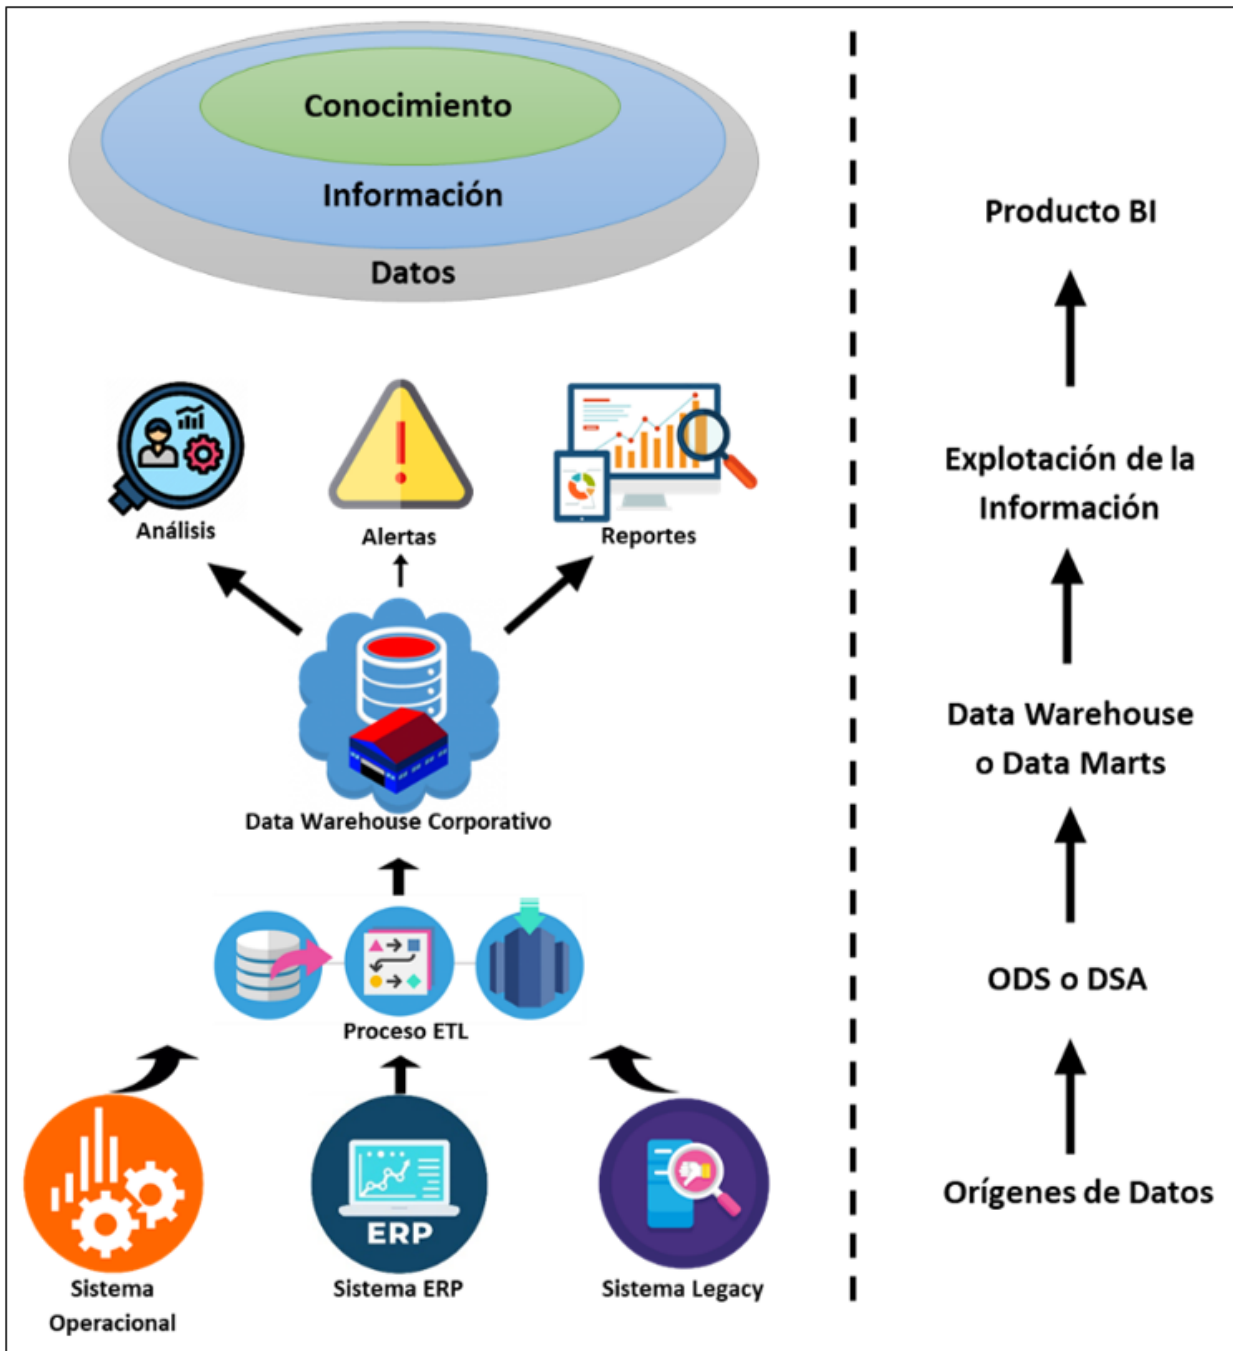 Conocimiento
Información
Datos
Análisis
Alertas
Reportes
Data Warehouse Corporativo
Proceso ETL
ERP
Sistema
Operacional
Sistema ERP
Sistema Legacy
Producto BI
Explotación de la
Información
Data Warehouse
o Data Marts
ODS o DSA
Orígenes de Datos